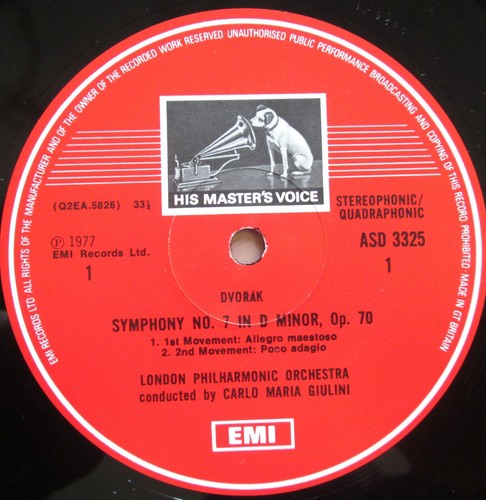 EMI RECORDS LTD ALL RIGHTS OF THE MANUFACTURER AND OF THE OWNER OF THE RECORDED WORK RESERVED UNAUTHORISED PUBLIC PERFORMANCE BROADCASTING AND COPYING OF THIS RECORD PROHIBITED MADE IN GT BRITAIN
HIS MASTER'S VOICE
(Q2EA.5826) 33⅓
STEREOPHONIC/
QUADRAPHONIC
Ⓟ 1977
EMI Records Ltd.
1
ASD 3325
1
DVOŘÁK
SYMPHONY NO. 7 IN D MINOR, Op. 70
1. 1st Movement: Allegro maestoso
2. 2nd Movement: Poco adagio
LONDON PHILHARMONIC ORCHESTRA
conducted by CARLO MARIA GIULINI
EMI